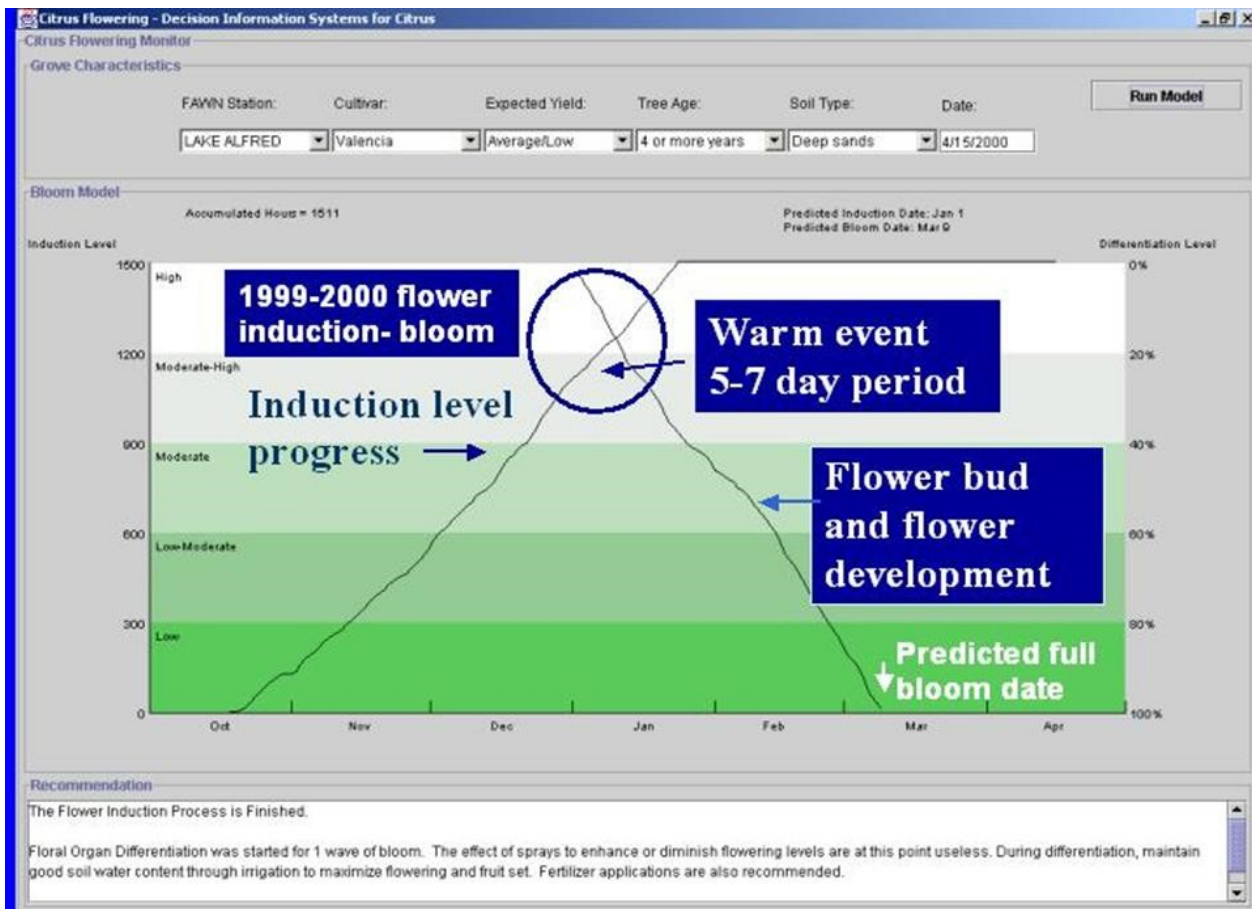 Citrus Flowering - Decision Information Systems for Citrus
Citrus Flowering Monitor
Grove Characteristics
FAWN Station: Cultivar: Expected Yield: Tree Age: Soil Type: Date:
Run Model
LAKE ALFRED Valencia Average/Low 4 or more years Deep sands 4/15/2000
Bloom Model
Accumulated Hours = 1511
Predicted Induction Date: Jan 1
Predicted Bloom Date: Mar 9
Induction Level
Differentiation Level
1500 High 0%
1999-2000 flower
induction- bloom
Warm event
5-7 day period
1200 Moderate-High 20%
Induction level
progress
900 Moderate 40%
Flower bud
and flower
development
600 Low-Moderate 60%
300 Low 80%
Predicted full
bloom date
0 100%
Oct Nov Dec Jan Feb Mar Apr
Recommendation
The Flower Induction Process is Finished.
Floral Organ Differentiation was started for 1 wave of bloom. The effect of sprays to enhance or diminish flowering levels are at this point useless. During differentiation, maintain
good soil water content through irrigation to maximize flowering and fruit set. Fertilizer applications are also recommended.